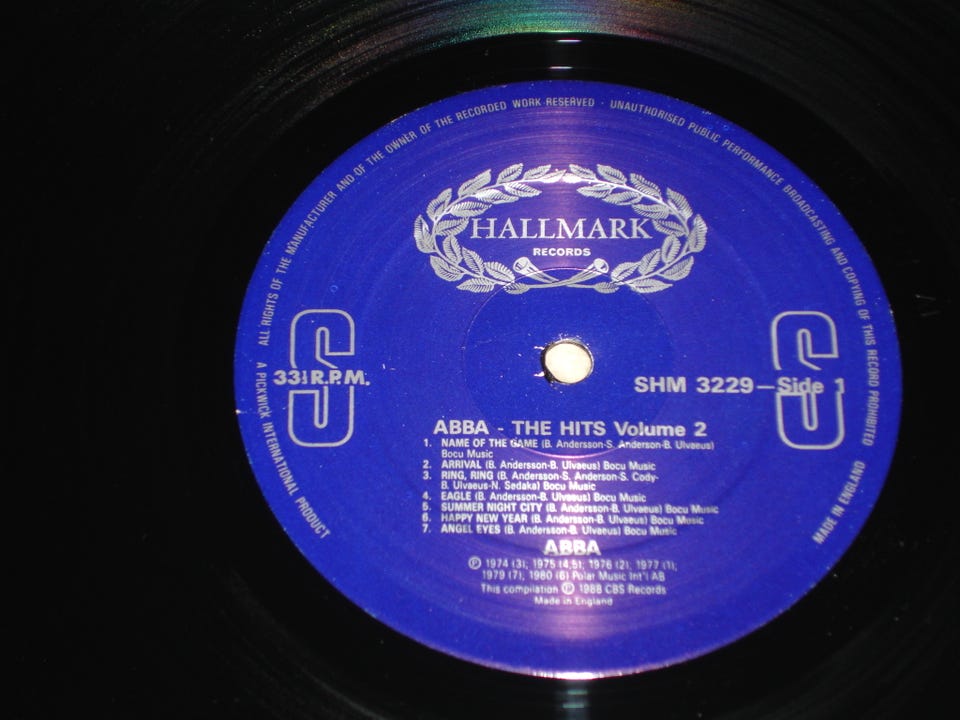 ALL RIGHTS OF THE MANUFACTURER AND OF THE OWNER OF THE RECORDED WORK RESERVED · UNAUTHORISED PUBLIC PERFORMANCE BROADCASTING AND COPYING OF THIS RECORD PROHIBITED
HALLMARK
RECORDS
S
S
33⅓ R.P.M.
SHM 3229 — Side 1
ABBA - THE HITS Volume 2
1. NAME OF THE GAME (B. Andersson-S. Anderson-B. Ulvaeus)
Bocu Music
2. ARRIVAL (B. Andersson-B. Ulvaeus) Bocu Music
3. RING, RING (B. Andersson-S. Anderson-S. Cody-
B. Ulvaeus-N. Sedaka) Bocu Music
4. EAGLE (B. Andersson-B. Ulvaeus) Bocu Music
5. SUMMER NIGHT CITY (B. Andersson-B. Ulvaeus) Bocu Music
6. HAPPY NEW YEAR (B. Andersson-B. Ulvaeus) Bocu Music
7. ANGEL EYES (B. Andersson-B. Ulvaeus) Bocu Music
ABBA
℗ 1974 (3); 1975 (4,5); 1976 (2); 1977 (1);
1979 (7); 1980 (6) Polar Music Int'l AB
This compilation ℗ 1988 CBS Records
Made in England
A PICKWICK INTERNATIONAL PRODUCT
MADE IN ENGLAND